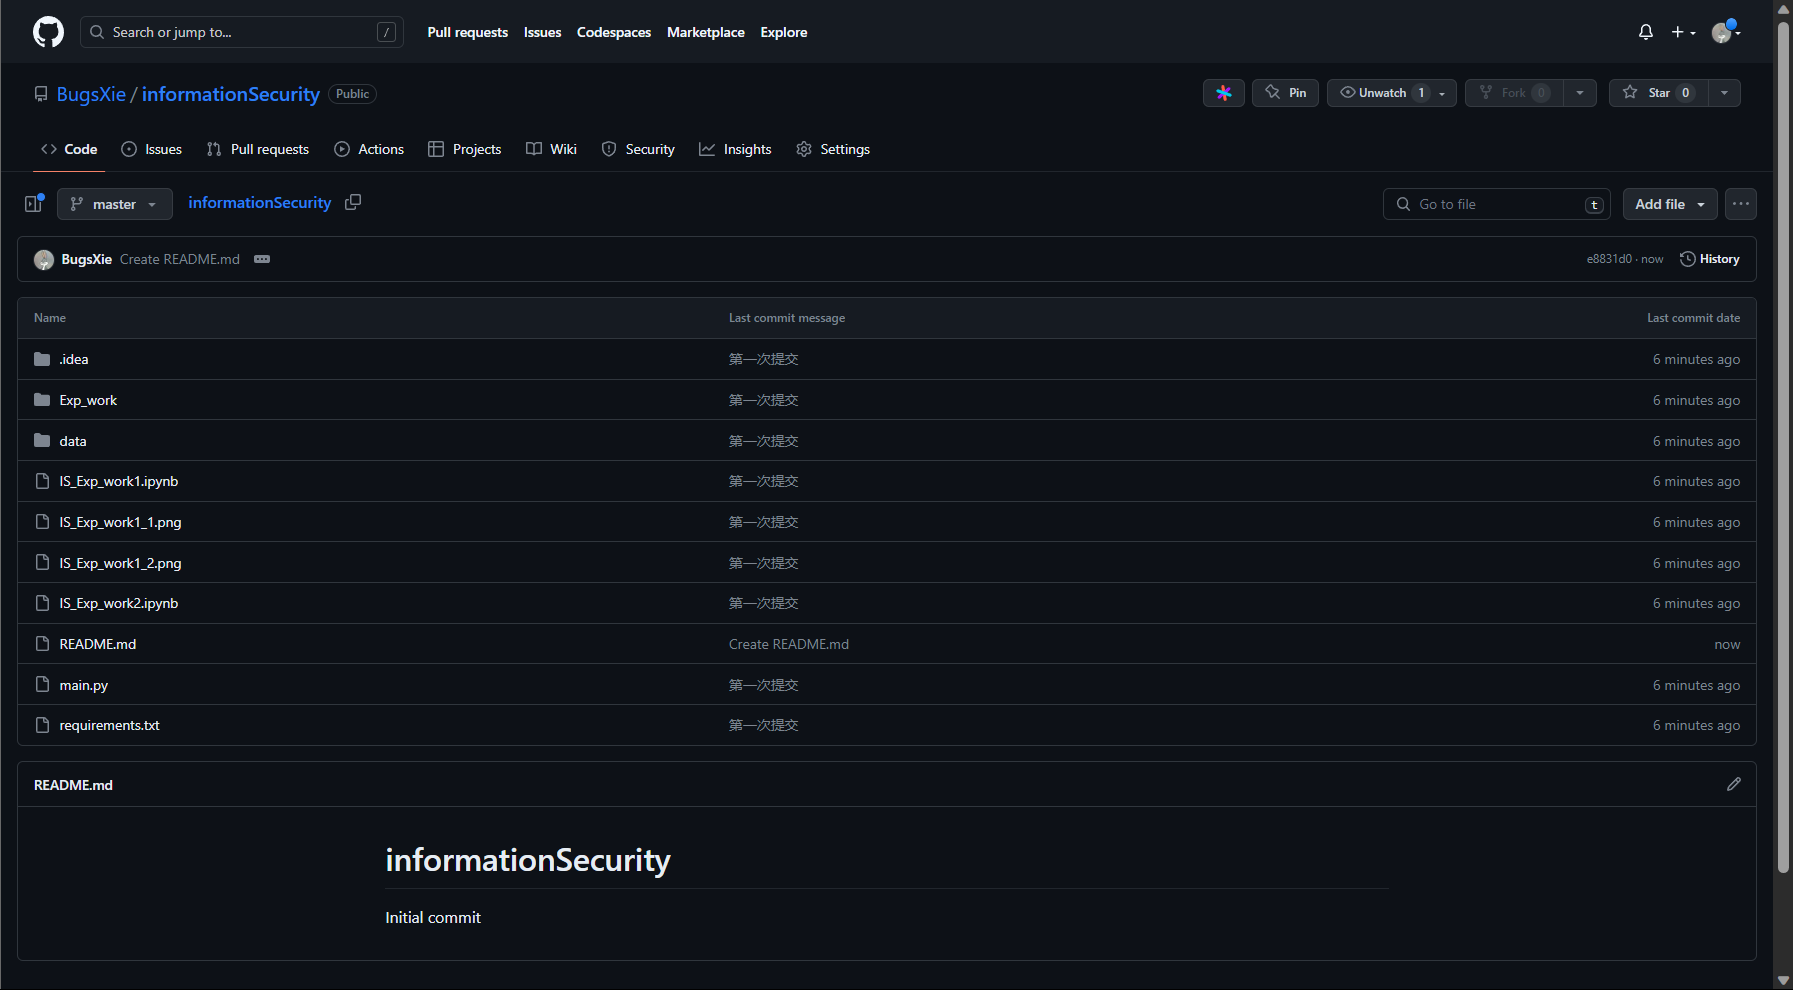 Search or jump to... /
Pull requests Issues Codespaces Marketplace Explore
BugsXie / informationSecurity Public
Pin Unwatch 1 Fork 0 Star 0
Code Issues Pull requests Actions Projects Wiki Security Insights Settings
master informationSecurity Go to file t Add file
BugsXie Create README.md e8831d0 · now History
Name Last commit message Last commit date
.idea 第一次提交 6 minutes ago
Exp_work 第一次提交 6 minutes ago
data 第一次提交 6 minutes ago
IS_Exp_work1.ipynb 第一次提交 6 minutes ago
IS_Exp_work1_1.png 第一次提交 6 minutes ago
IS_Exp_work1_2.png 第一次提交 6 minutes ago
IS_Exp_work2.ipynb 第一次提交 6 minutes ago
README.md Create README.md now
main.py 第一次提交 6 minutes ago
requirements.txt 第一次提交 6 minutes ago
README.md
informationSecurity
Initial commit